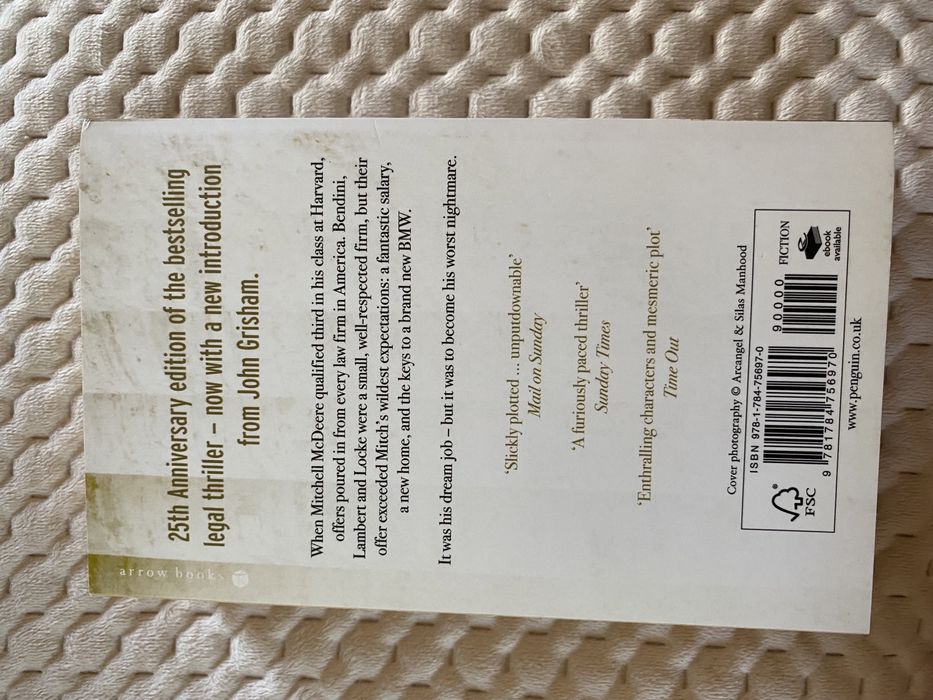 25th Anniversary edition of the bestselling
legal thriller – now with a new introduction
from John Grisham.
When Mitchell McDeere qualified third in his class at Harvard,
offers poured in from every law firm in America. Bendini,
Lambert and Locke were a small, well-respected firm, but their
offer exceeded Mitch's wildest expectations: a fantastic salary,
a new home, and the keys to a brand new BMW.
It was his dream job – but it was to become his worst nightmare.
'Slickly plotted ... unputdownable'
Mail on Sunday
'A furiously paced thriller'
Sunday Times
'Enthralling characters and mesmeric plot'
Time Out
Cover photography © Arcangel & Silas Manhood
ISBN 978-1-784-75697-0
90000
FICTION
ebook
available
FSC
®
9 781784 756970
www.penguin.co.uk
arrow books